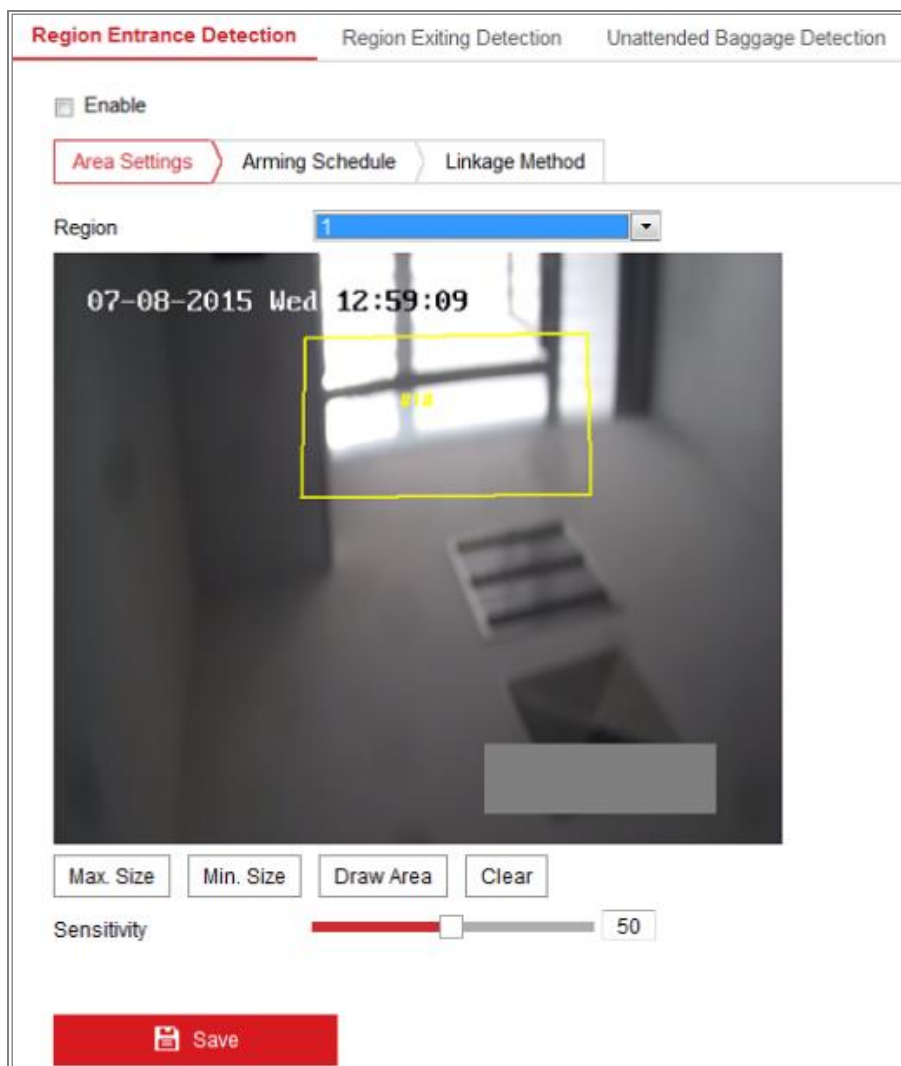 Region Entrance Detection Region Exiting Detection Unattended Baggage Detection
Enable
Area Settings Arming Schedule Linkage Method
Region 1
07-08-2015 Wed 12:59:09
#1#
Max. Size Min. Size Draw Area Clear
Sensitivity 50
Save